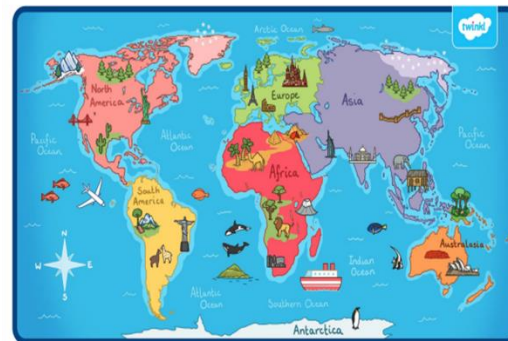 twinkl
Arctic Ocean
North
America
Europe
Asia
Pacific
Ocean
Atlantic
Ocean
Pacific
Ocean
Africa
South
America
Australasia
Indian
Ocean
Atlantic
Ocean
Southern Ocean
N
W
E
S
Antarctica